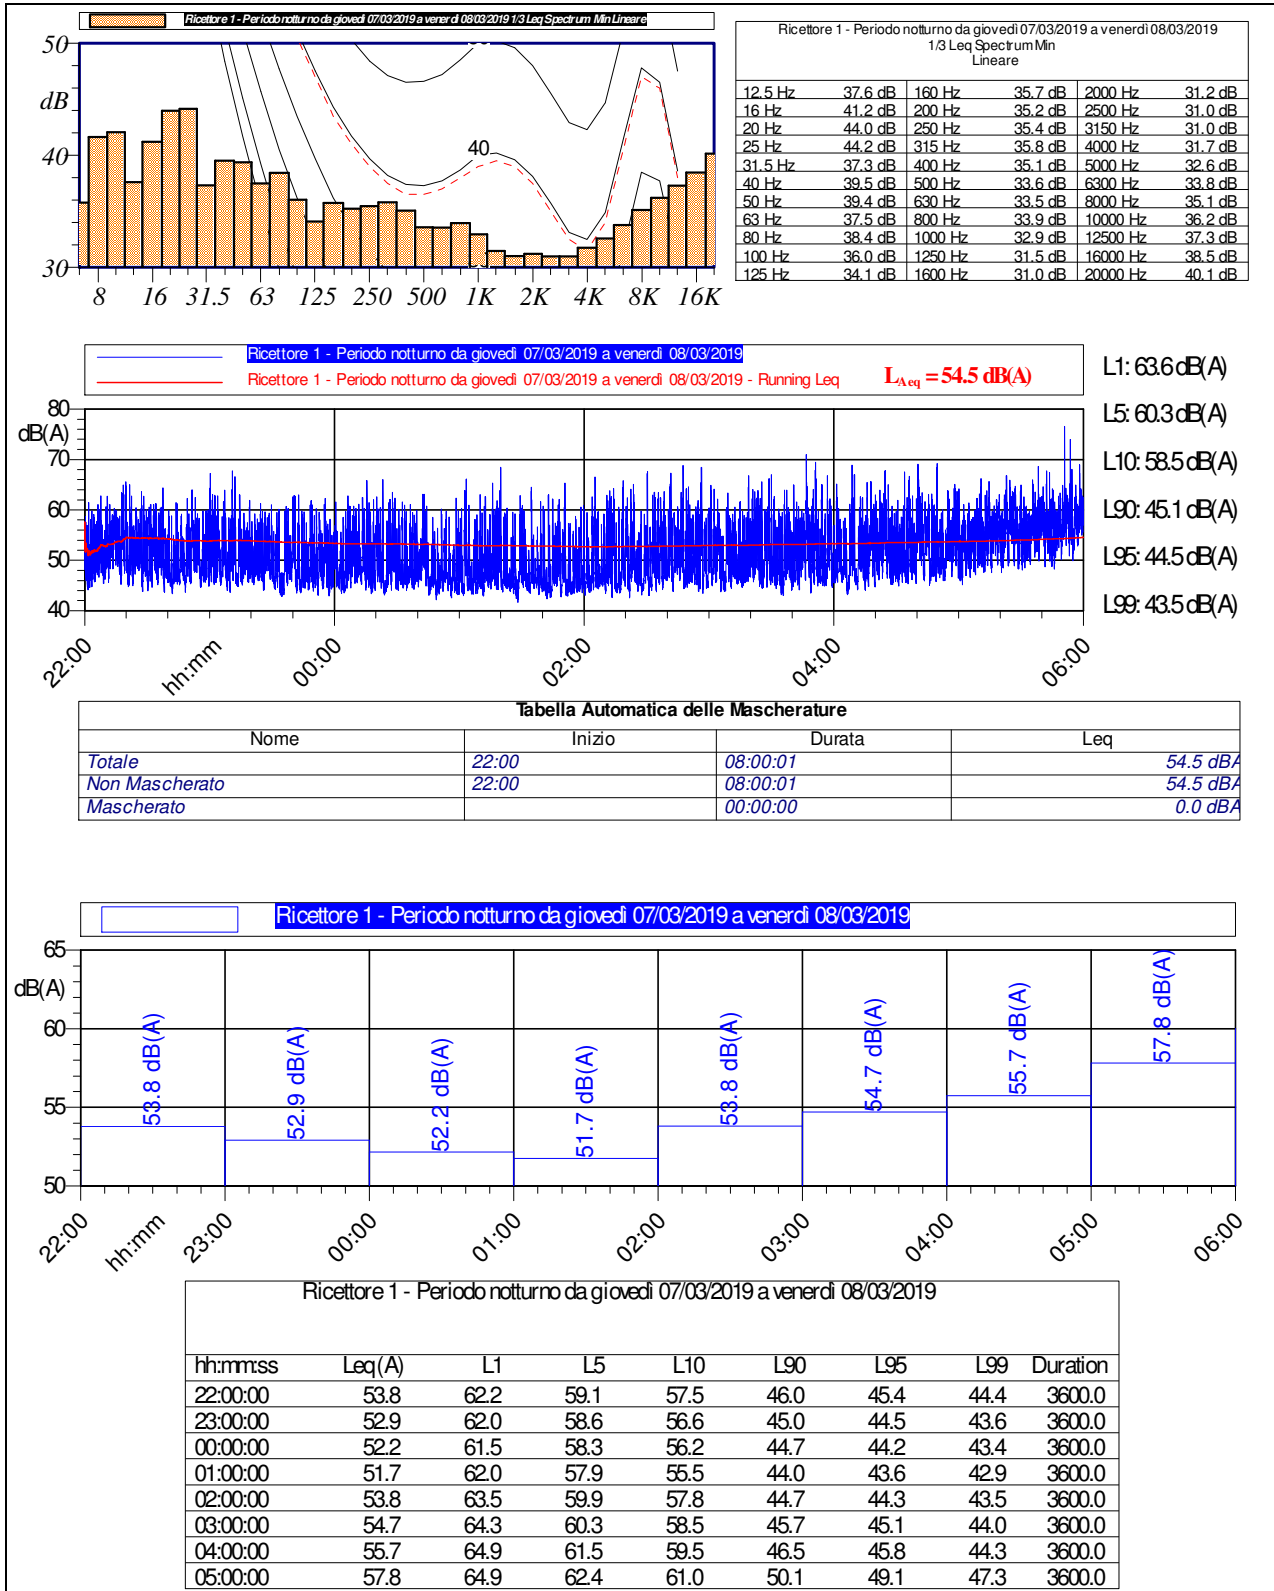 Ricettore 1 - Periodo notturno da giovedì 07/03/2019 a venerdì 08/03/2019 1/3 Leq Spectrum Min Lineare
50
dB
40
30
40
8 16 31.5 63 125 250 500 1K 2K 4K 8K 16K
Ricettore 1 - Periodo notturno da giovedì 07/03/2019 a venerdì 08/03/2019
1/3 Leq Spectrum Min
Lineare
12.5 Hz 37.6 dB 160 Hz 35.7 dB 2000 Hz 31.2 dB
16 Hz 41.2 dB 200 Hz 35.2 dB 2500 Hz 31.0 dB
20 Hz 44.0 dB 250 Hz 35.4 dB 3150 Hz 31.0 dB
25 Hz 44.2 dB 315 Hz 35.8 dB 4000 Hz 31.7 dB
31.5 Hz 37.3 dB 400 Hz 35.1 dB 5000 Hz 32.6 dB
40 Hz 39.5 dB 500 Hz 33.6 dB 6300 Hz 33.8 dB
50 Hz 39.4 dB 630 Hz 33.5 dB 8000 Hz 35.1 dB
63 Hz 37.5 dB 800 Hz 33.9 dB 10000 Hz 36.2 dB
80 Hz 38.4 dB 1000 Hz 32.9 dB 12500 Hz 37.3 dB
100 Hz 36.0 dB 1250 Hz 31.5 dB 16000 Hz 38.5 dB
125 Hz 34.1 dB 1600 Hz 31.0 dB 20000 Hz 40.1 dB
Ricettore 1 - Periodo notturno da giovedì 07/03/2019 a venerdì 08/03/2019
Ricettore 1 - Periodo notturno da giovedì 07/03/2019 a venerdì 08/03/2019 - Running Leq
LAeq = 54.5 dB(A)
80
dB(A)
70
60
50
40
22:00 hh:mm 00:00 02:00 04:00 06:00
L1: 63.6 dB(A)
L5: 60.3 dB(A)
L10: 58.5 dB(A)
L90: 45.1 dB(A)
L95: 44.5 dB(A)
L99: 43.5 dB(A)
Tabella Automatica delle Mascherature
Nome Inizio Durata Leq
Totale 22:00 08:00:01 54.5 dBA
Non Mascherato 22:00 08:00:01 54.5 dBA
Mascherato 00:00:00 0.0 dBA
Ricettore 1 - Periodo notturno da giovedì 07/03/2019 a venerdì 08/03/2019
65
dB(A)
60
55
50
53.8 dB(A) 52.9 dB(A) 52.2 dB(A) 51.7 dB(A) 53.8 dB(A) 54.7 dB(A) 55.7 dB(A) 57.8 dB(A)
22:00 hh:mm 23:00 00:00 01:00 02:00 03:00 04:00 05:00 06:00
Ricettore 1 - Periodo notturno da giovedì 07/03/2019 a venerdì 08/03/2019
hh:mm:ss Leq(A) L1 L5 L10 L90 L95 L99 Duration
22:00:00 53.8 62.2 59.1 57.5 46.0 45.4 44.4 3600.0
23:00:00 52.9 62.0 58.6 56.6 45.0 44.5 43.6 3600.0
00:00:00 52.2 61.5 58.3 56.2 44.7 44.2 43.4 3600.0
01:00:00 51.7 62.0 57.9 55.5 44.0 43.6 42.9 3600.0
02:00:00 53.8 63.5 59.9 57.8 44.7 44.3 43.5 3600.0
03:00:00 54.7 64.3 60.3 58.5 45.7 45.1 44.0 3600.0
04:00:00 55.7 64.9 61.5 59.5 46.5 45.8 44.3 3600.0
05:00:00 57.8 64.9 62.4 61.0 50.1 49.1 47.3 3600.0